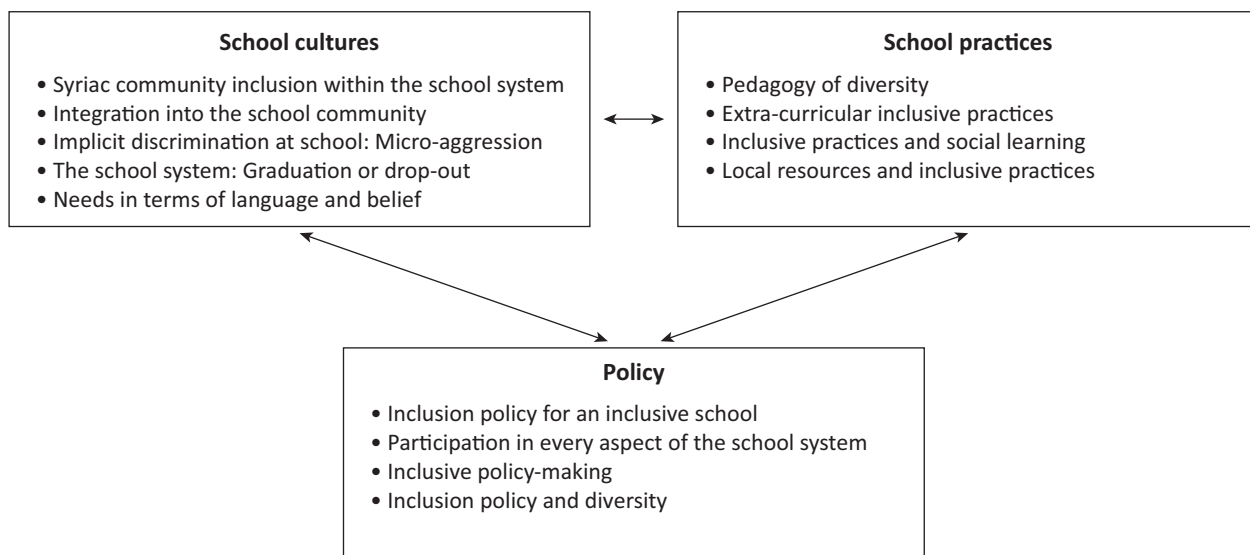 School cultures
• Syriac community inclusion within the school system
• Integration into the school community
• Implicit discrimination at school: Micro-aggression
• The school system: Graduation or drop-out
• Needs in terms of language and belief
School practices
• Pedagogy of diversity
• Extra-curricular inclusive practices
• Inclusive practices and social learning
• Local resources and inclusive practices
Policy
• Inclusion policy for an inclusive school
• Participation in every aspect of the school system
• Inclusive policy-making
• Inclusion policy and diversity